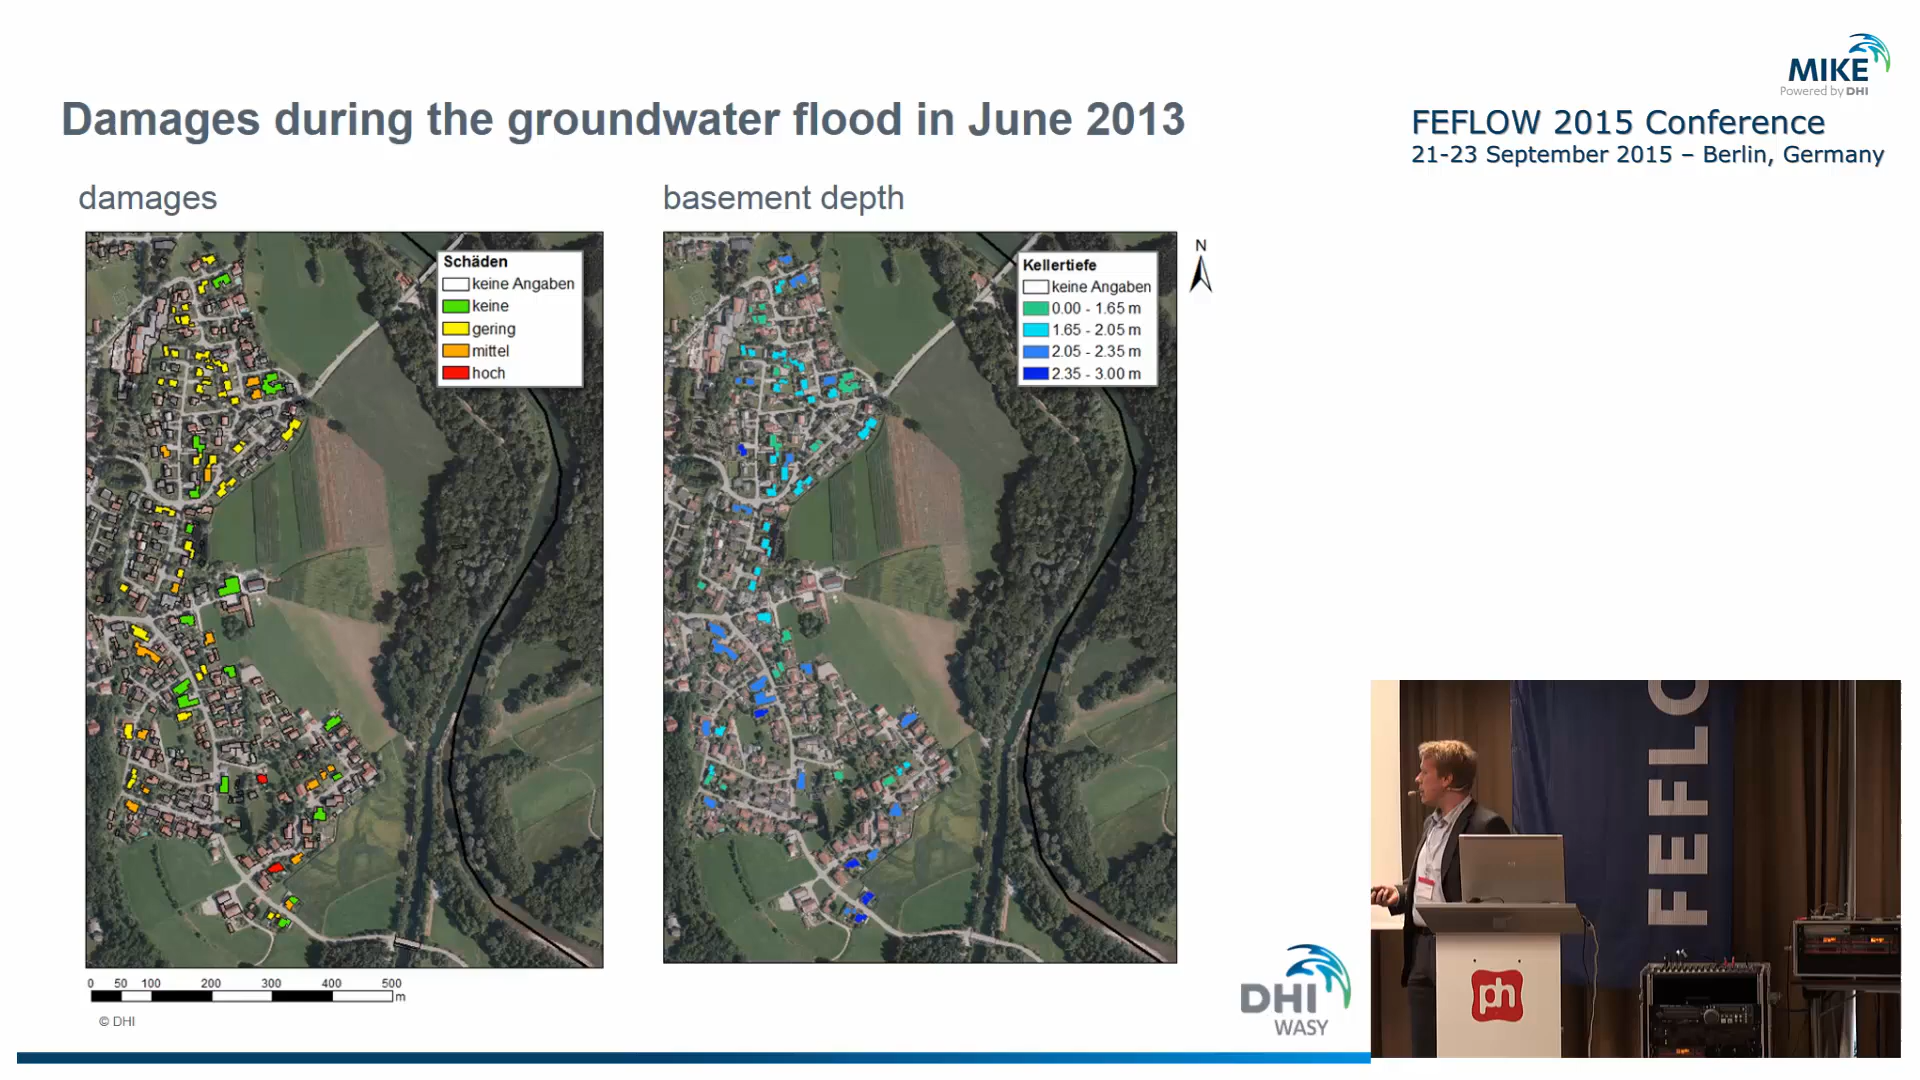 MIKE
Powered by DHI
Damages during the groundwater flood in June 2013
FEFLOW 2015 Conference
21-23 September 2015 – Berlin, Germany
damages
basement depth
Schäden
keine Angaben
keine
gering
mittel
hoch
Kellertiefe
keine Angaben
0.00 - 1.65 m
1.65 - 2.05 m
2.05 - 2.35 m
2.35 - 3.00 m
N
0 50 100 200 300 400 500
m
© DHI
DHI
WASY
FEFLO
ph